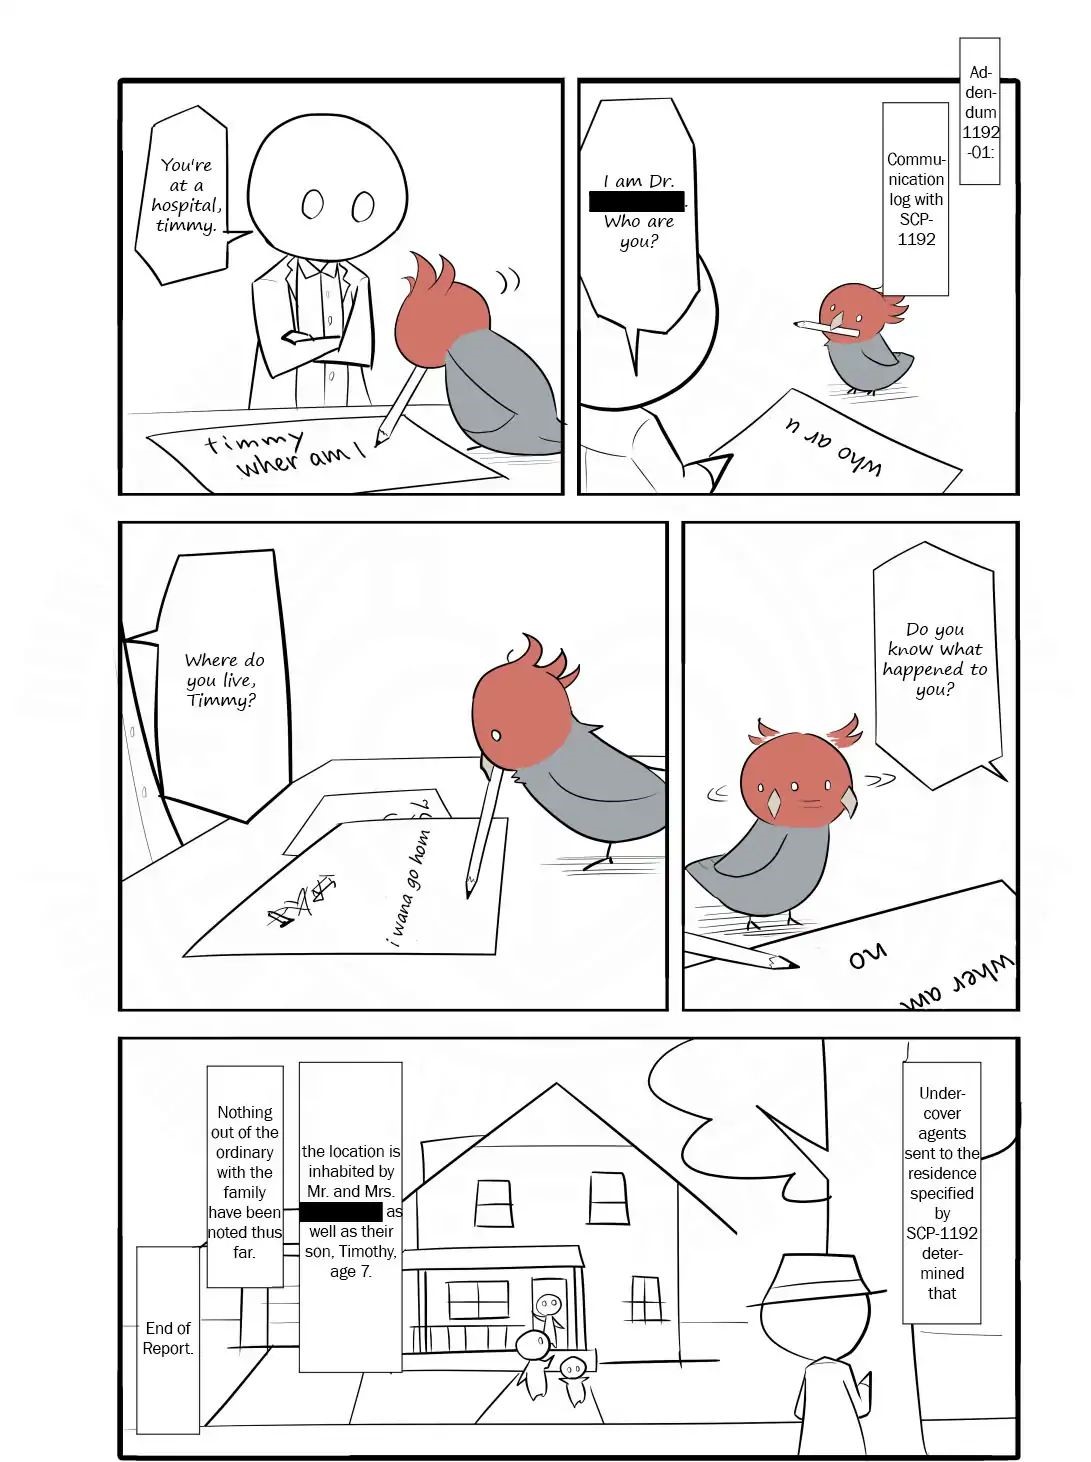 Ad-
den-
dum
1192
-01:
Commu-
nication
log with
SCP-
1192
I am Dr.
.
Who are
you?
who ar u
You're
at a
hospital,
timmy.
timmy
wher am I
Do you
know what
happened to
you?
no
wher am
Where do
you live,
Timmy?
i wana go hom
Under-
cover
agents
sent to the
residence
specified
by
SCP-1192
deter-
mined
that
the location is
inhabited by
Mr. and Mrs.
as
well as their
son, Timothy,
age 7.
Nothing
out of the
ordinary
with the
family
have been
noted thus
far.
End of
Report.